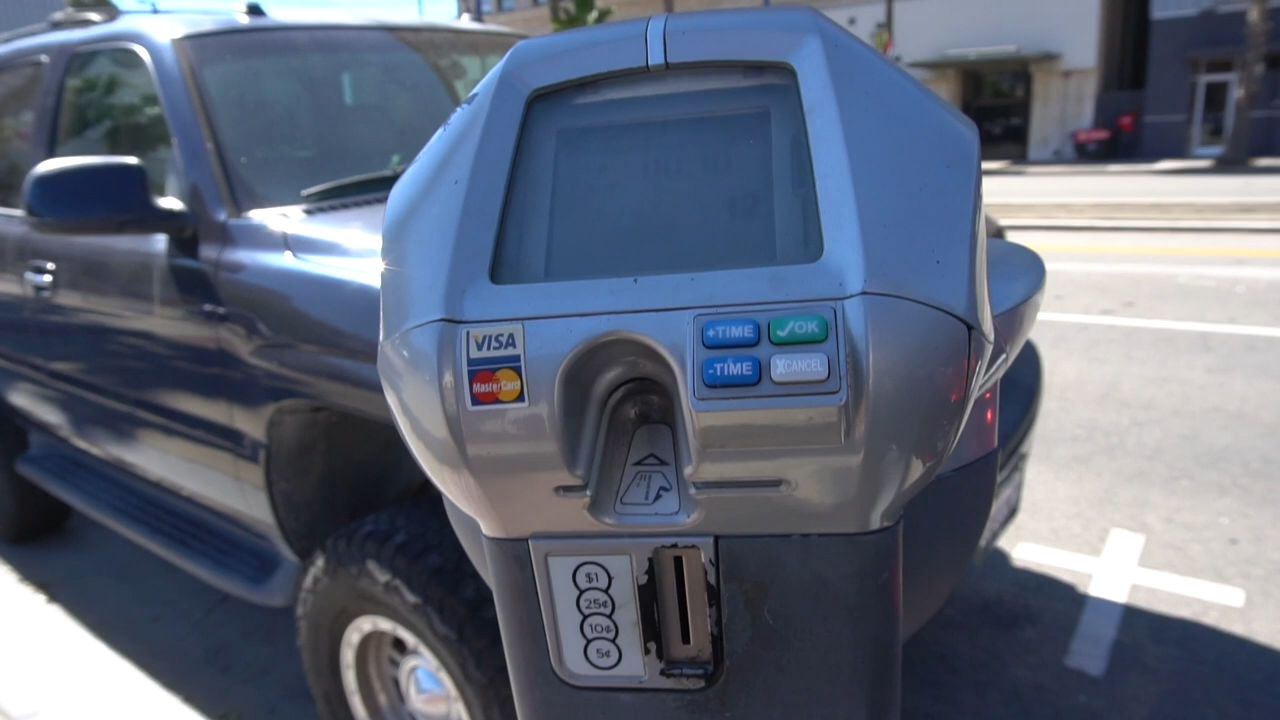 VISA
MasterCard
+TIME
✓OK
-TIME
XCANCEL
$1
25¢
10¢
5¢